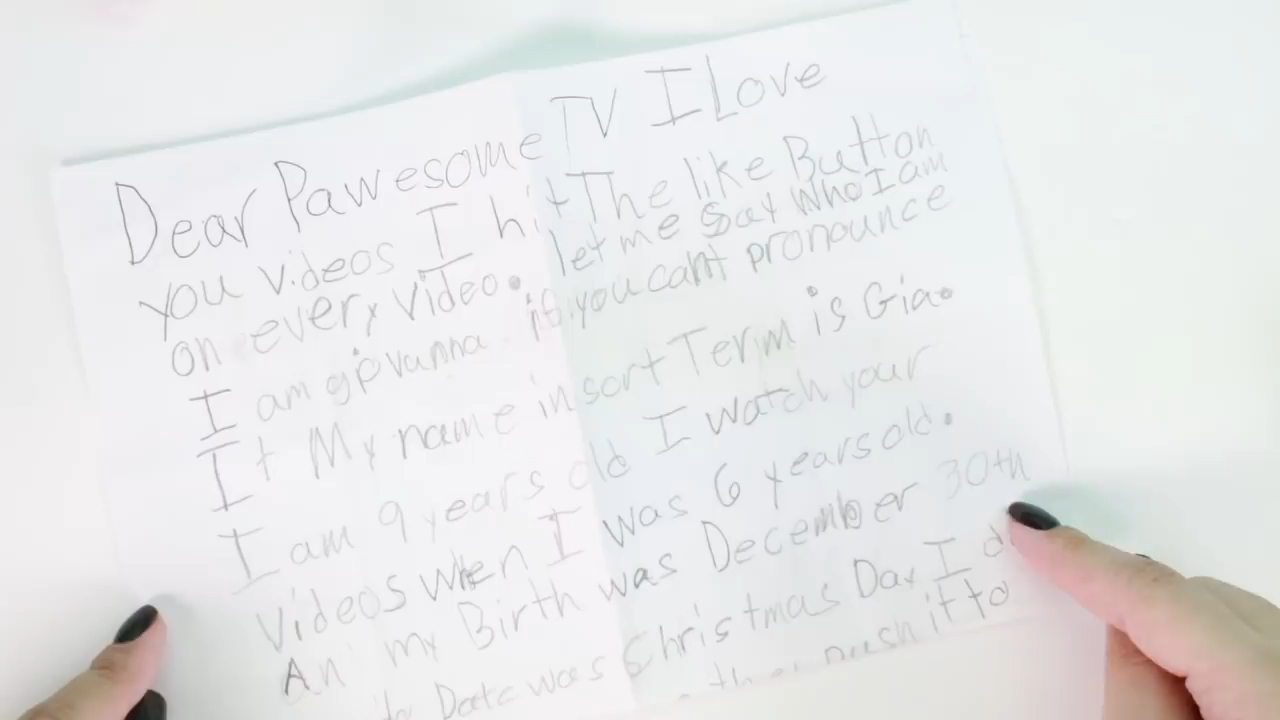 Dear Pawesome TV I Love
you videos I hit The like Button
on every video. let me say Who I am
I am giovanna if you cant pronounce
It My name in sort Term is Gia.
I am 9 years old I watch your
videos when I was 6 years old.
An my Birth was December 30th
Date was Christmas Day I d
push it to